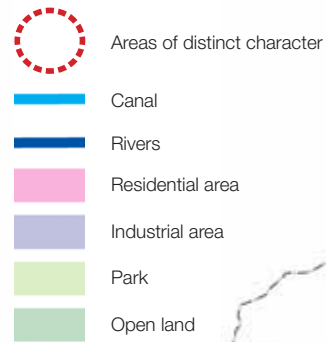 Areas of distinct character
Canal
Rivers
Residential area
Industrial area
Park
Open land